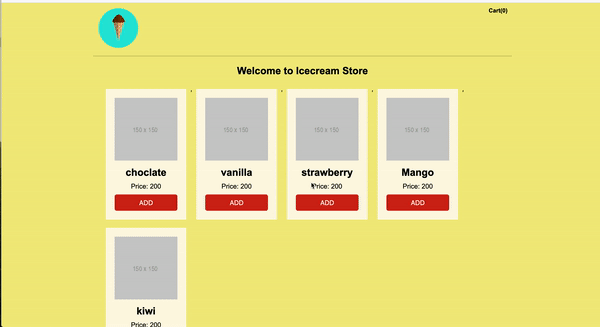 Cart(0)
Welcome to Icecream Store
150 x 150 , 150 x 150 , 150 x 150 , 150 x 150 ,
choclate vanilla strawberry Mango
Price: 200 Price: 200 Price: 200 Price: 200
ADD ADD ADD ADD
150 x 150
kiwi
Price: 200